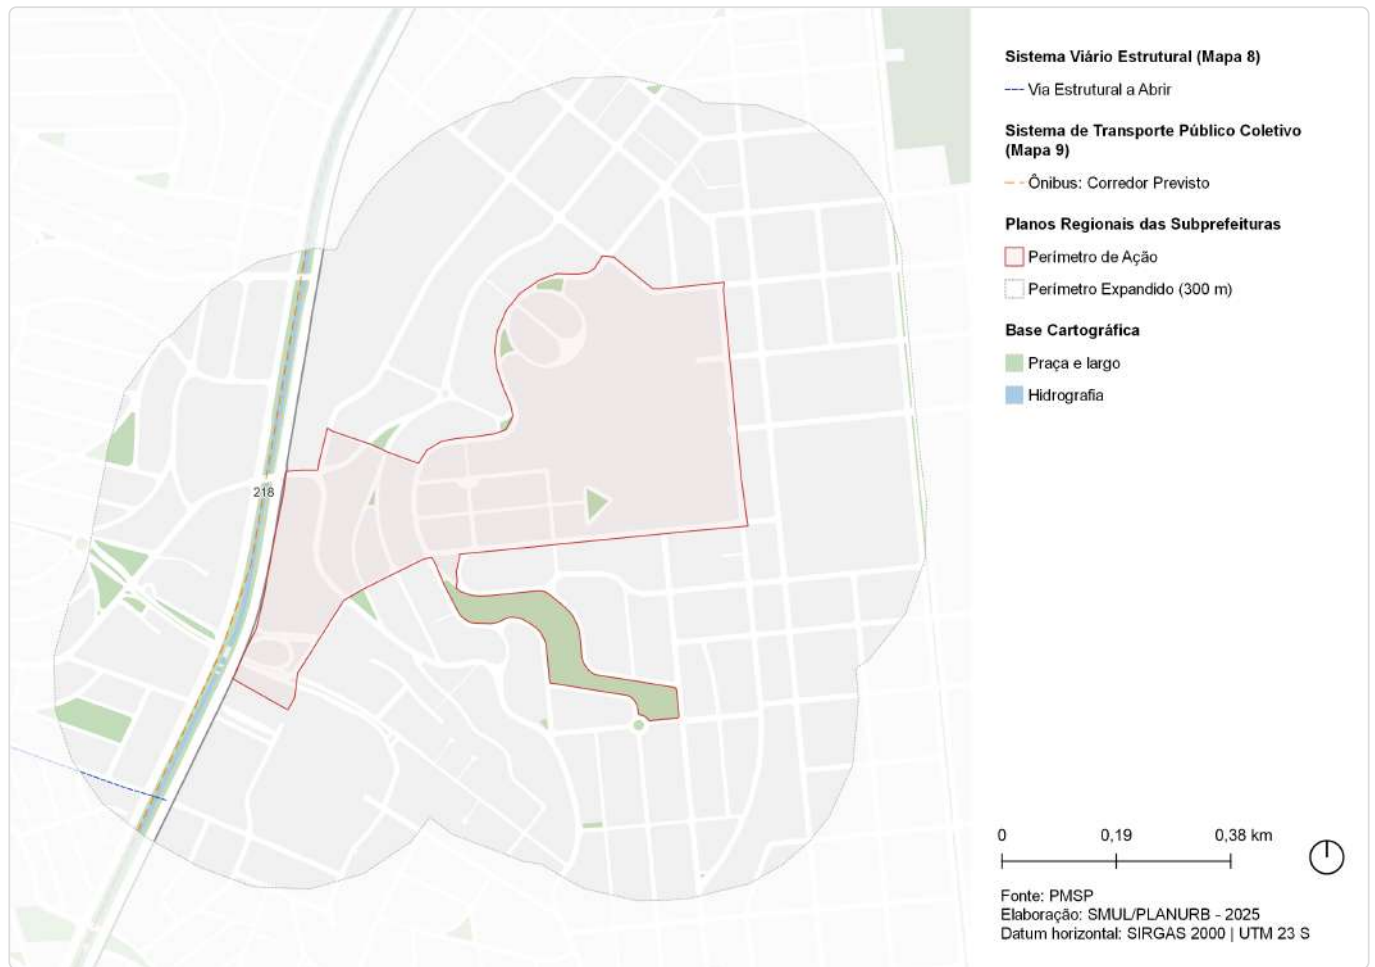 Sistema Viário Estrutural (Mapa 8)
Via Estrutural a Abrir
Sistema de Transporte Público Coletivo
(Mapa 9)
Ônibus: Corredor Previsto
Planos Regionais das Subprefeituras
Perímetro de Ação
Perímetro Expandido (300 m)
Base Cartográfica
Praça e largo
Hidrografia
218
0 0,19 0,38 km
Fonte: PMSP
Elaboração: SMUL/PLANURB - 2025
Datum horizontal: SIRGAS 2000 | UTM 23 S